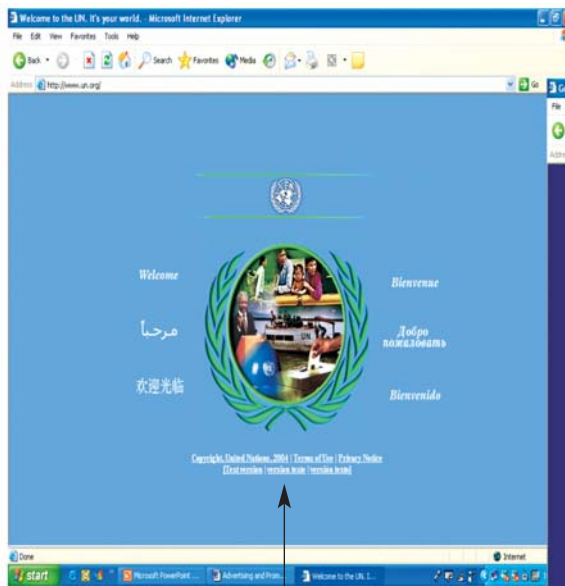 Welcome to the UN. It's your world. - Microsoft Internet Explorer
File Edit View Favorites Tools Help
Back Search Favorites Media
Address http://www.un.org/ Go
File
Welcome
Bienvenue
مرحباً
Добро
пожаловать
欢迎光临
Bienvenido
UN
Copyright, United Nations, 2004 | Terms of Use | Privacy Notice
[Text version | version texte | versión texto]
Done Internet
start Microsoft PowerPoint ... Advertising and Prom... Welcome to the UN. I...